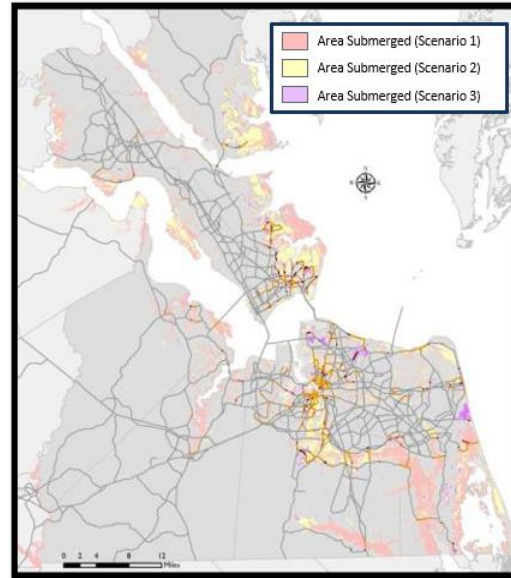 Area Submerged (Scenario 1)
Area Submerged (Scenario 2)
Area Submerged (Scenario 3)
N
W
E
S
0 2 4 8 12
Miles